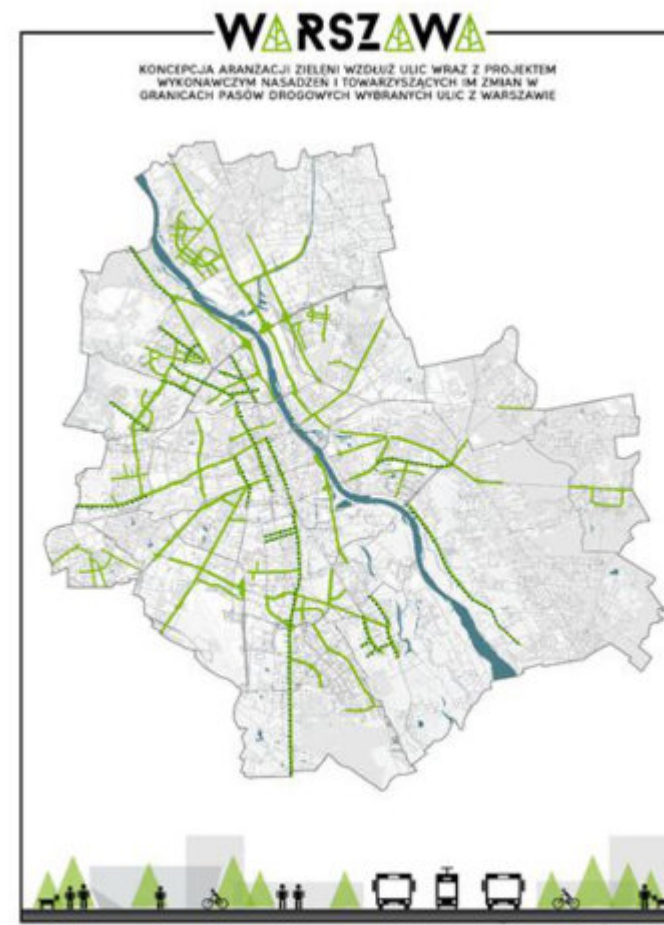 WARSZAWA
KONCEPCJA ARANŻACJI ZIELENI WZDŁUŻ ULIC WRAZ Z PROJEKTEM
WYKONAWCZYM NASADZEŃ I TOWARZYSZĄCYCH IM ZMIAN W
GRANICACH PASÓW DROGOWYCH WYBRANYCH ULIC Z WARSZAWIE